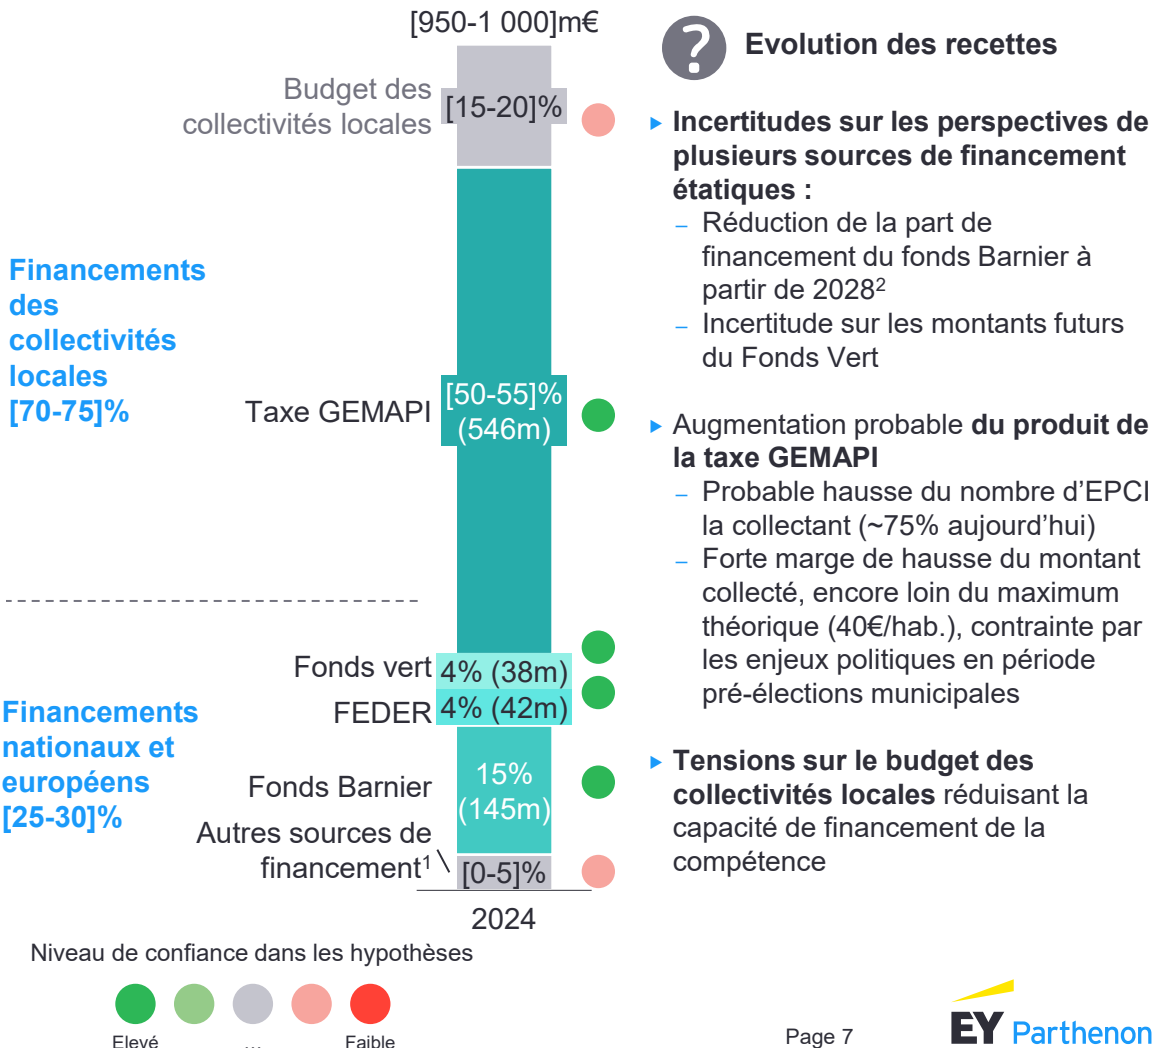 [950-1 000]m€
Budget des
collectivités locales
[15-20]%
Financements
des
collectivités
locales
[70-75]%
Taxe GEMAPI
[50-55]%
(546m)
Fonds vert
4% (38m)
FEDER
4% (42m)
Financements
nationaux et
européens
[25-30]%
Fonds Barnier
15%
(145m)
Autres sources de
financement¹
[0-5]%
2024
Niveau de confiance dans les hypothèses
Elevé
...
Faible
?
Evolution des recettes
► Incertitudes sur les perspectives de
plusieurs sources de financement
étatiques :
– Réduction de la part de
financement du fonds Barnier à
partir de 2028²
– Incertitude sur les montants futurs
du Fonds Vert
► Augmentation probable du produit de
la taxe GEMAPI
– Probable hausse du nombre d’EPCI
la collectant (~75% aujourd’hui)
– Forte marge de hausse du montant
collecté, encore loin du maximum
théorique (40€/hab.), contrainte par
les enjeux politiques en période
pré-élections municipales
► Tensions sur le budget des
collectivités locales réduisant la
capacité de financement de la
compétence
Page 7
EY Parthenon